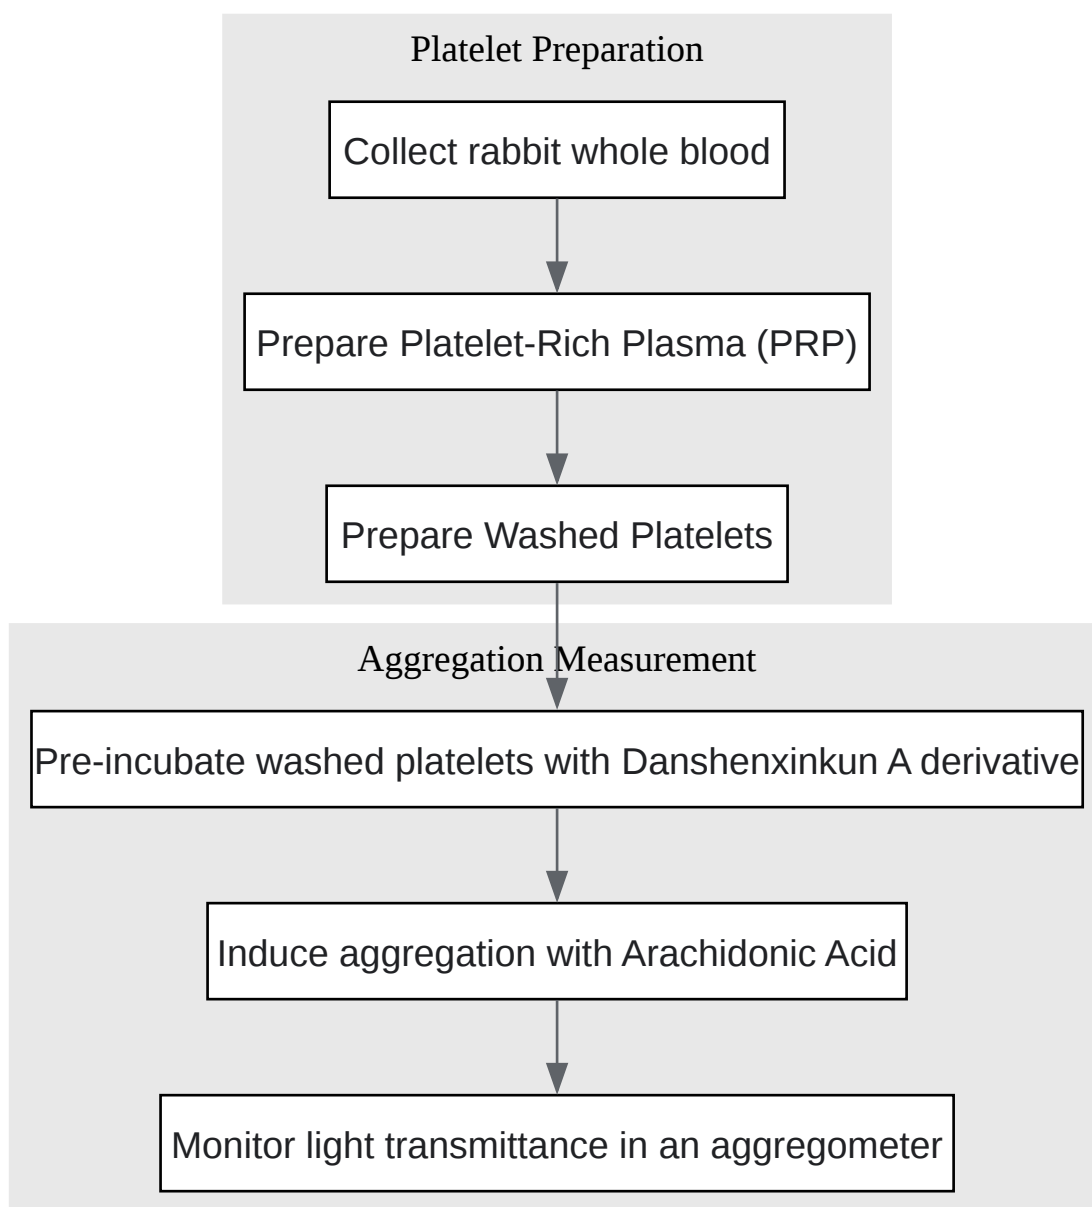 Platelet Preparation
Collect rabbit whole blood
Prepare Platelet-Rich Plasma (PRP)
Prepare Washed Platelets
Aggregation Measurement
Pre-incubate washed platelets with Danshenxinkun A derivative
Induce aggregation with Arachidonic Acid
Monitor light transmittance in an aggregometer